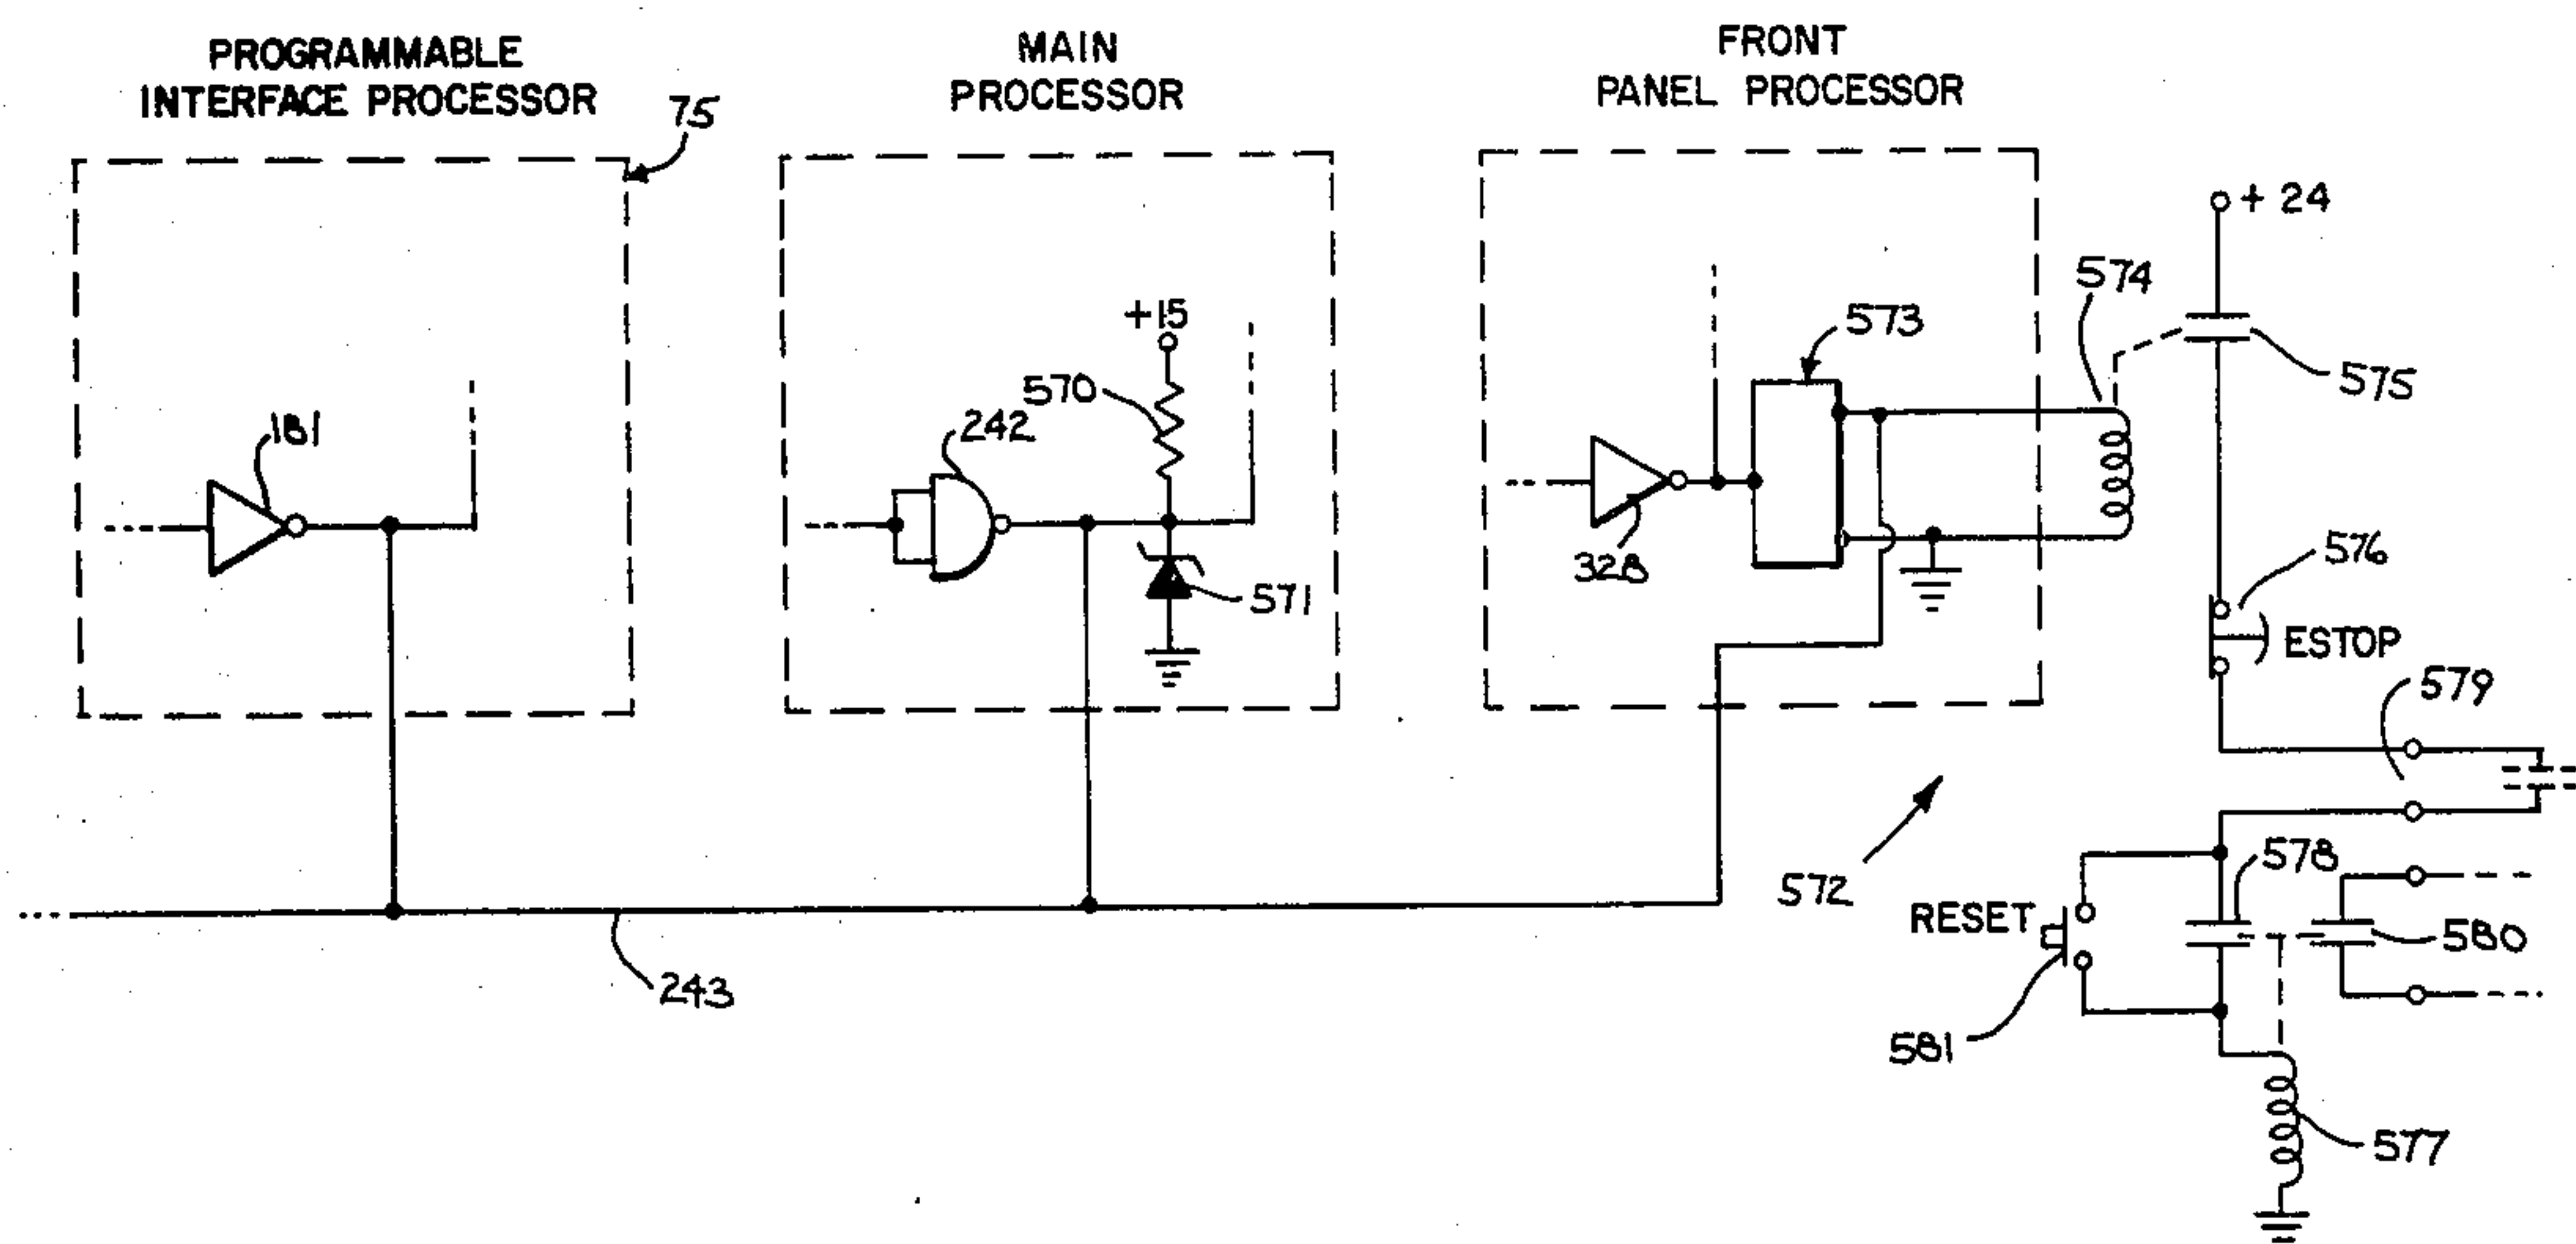 PROGRAMMABLE
INTERFACE PROCESSOR
75
MAIN
PROCESSOR
FRONT
PANEL PROCESSOR
+ 24
574
573
575
+15
570
242
181
328
571
576
ESTOP
579
572
578
RESET
580
243
581
577